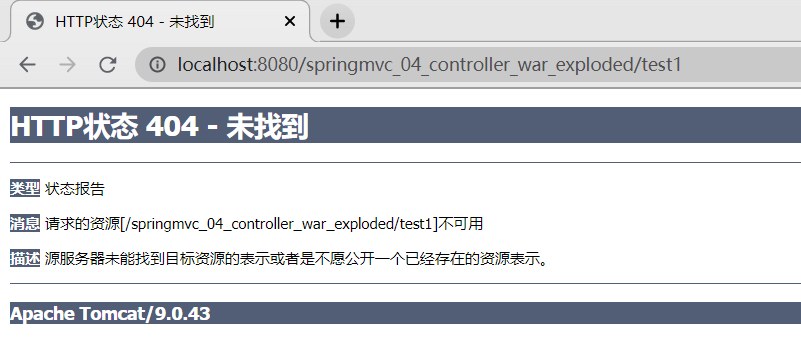 HTTP状态 404 - 未找到
localhost:8080/springmvc_04_controller_war_exploded/test1
HTTP状态 404 - 未找到
类型 状态报告
消息 请求的资源[/springmvc_04_controller_war_exploded/test1]不可用
描述 源服务器未能找到目标资源的表示或者是不愿公开一个已经存在的资源表示。
Apache Tomcat/9.0.43